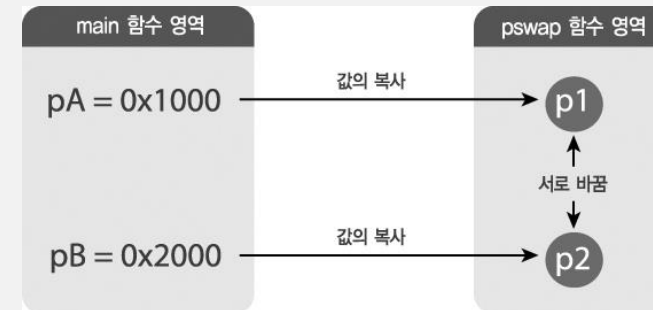 main 함수 영역
pswap 함수 영역
pA = 0x1000
값의 복사
p1
서로 바꿈
pB = 0x2000
값의 복사
p2